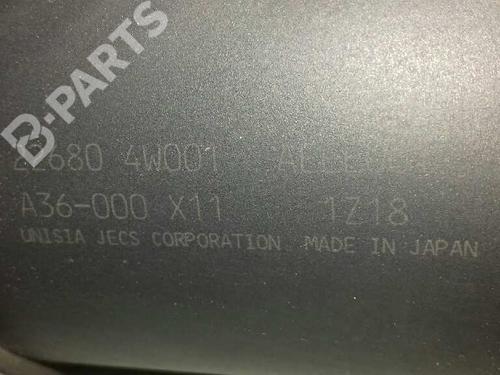 B-PARTS
22680 4W001
A36-000 X11 1Z18
UNISIA JECS CORPORATION. MADE IN JAPAN